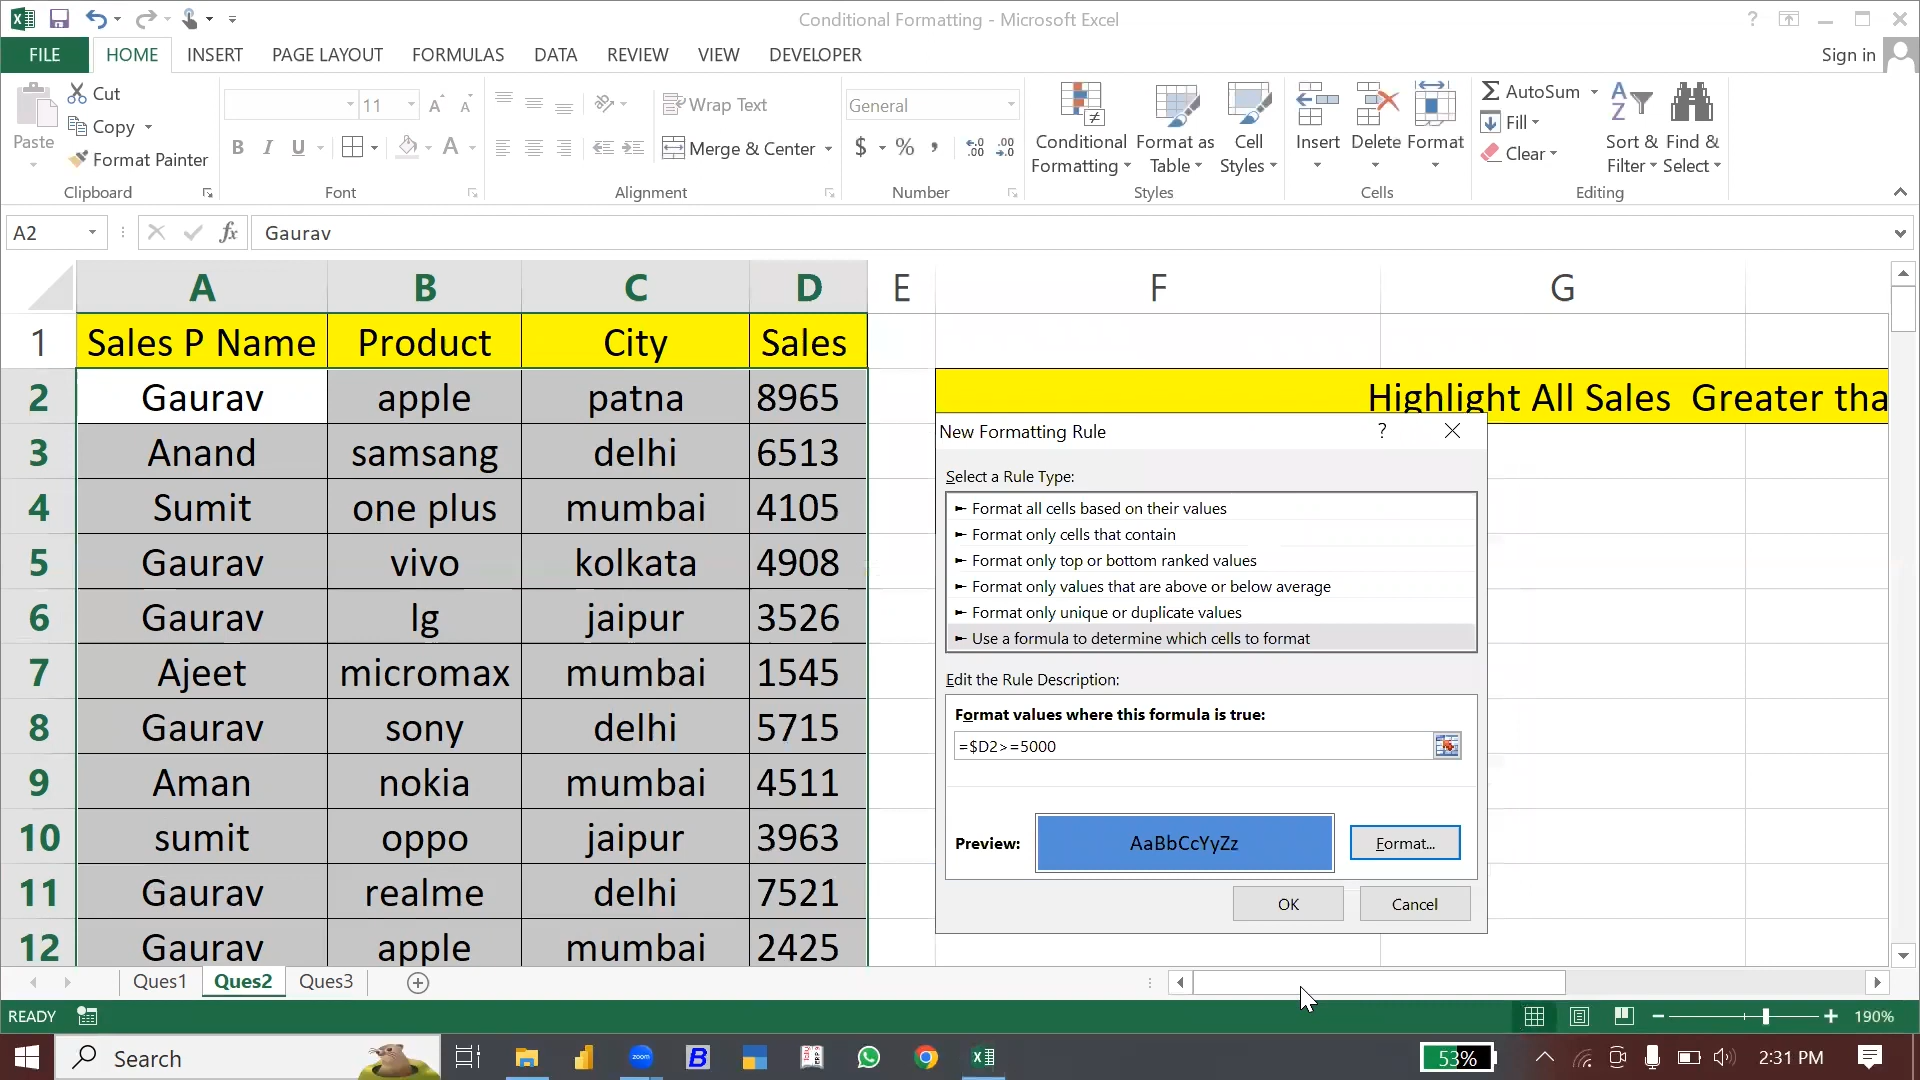 Conditional Formatting - Microsoft Excel
FILE HOME INSERT PAGE LAYOUT FORMULAS DATA REVIEW VIEW DEVELOPER Sign in
Paste
Cut
Copy
Format Painter
Clipboard
11
B I U
Font
Wrap Text
Merge & Center
Alignment
General
$ % ,
Number
Conditional Formatting
Format as Table
Cell Styles
Styles
Insert Delete Format
Cells
AutoSum
Fill
Clear
Sort & Filter
Find & Select
Editing
A2 fx Gaurav
A B C D E F G
1 Sales P Name Product City Sales
2 Gaurav apple patna 8965 Highlight All Sales Greater tha
3 Anand samsang delhi 6513
4 Sumit one plus mumbai 4105
5 Gaurav vivo kolkata 4908
6 Gaurav lg jaipur 3526
7 Ajeet micromax mumbai 1545
8 Gaurav sony delhi 5715
9 Aman nokia mumbai 4511
10 sumit oppo jaipur 3963
11 Gaurav realme delhi 7521
12 Gaurav apple mumbai 2425
New Formatting Rule ?
Select a Rule Type:
► Format all cells based on their values
► Format only cells that contain
► Format only top or bottom ranked values
► Format only values that are above or below average
► Format only unique or duplicate values
► Use a formula to determine which cells to format
Edit the Rule Description:
Format values where this formula is true:
=$D2>=5000
Preview: AaBbCcYyZz Format...
OK Cancel
Ques1 Ques2 Ques3
READY 190%
Search zoom 53% 2:31 PM